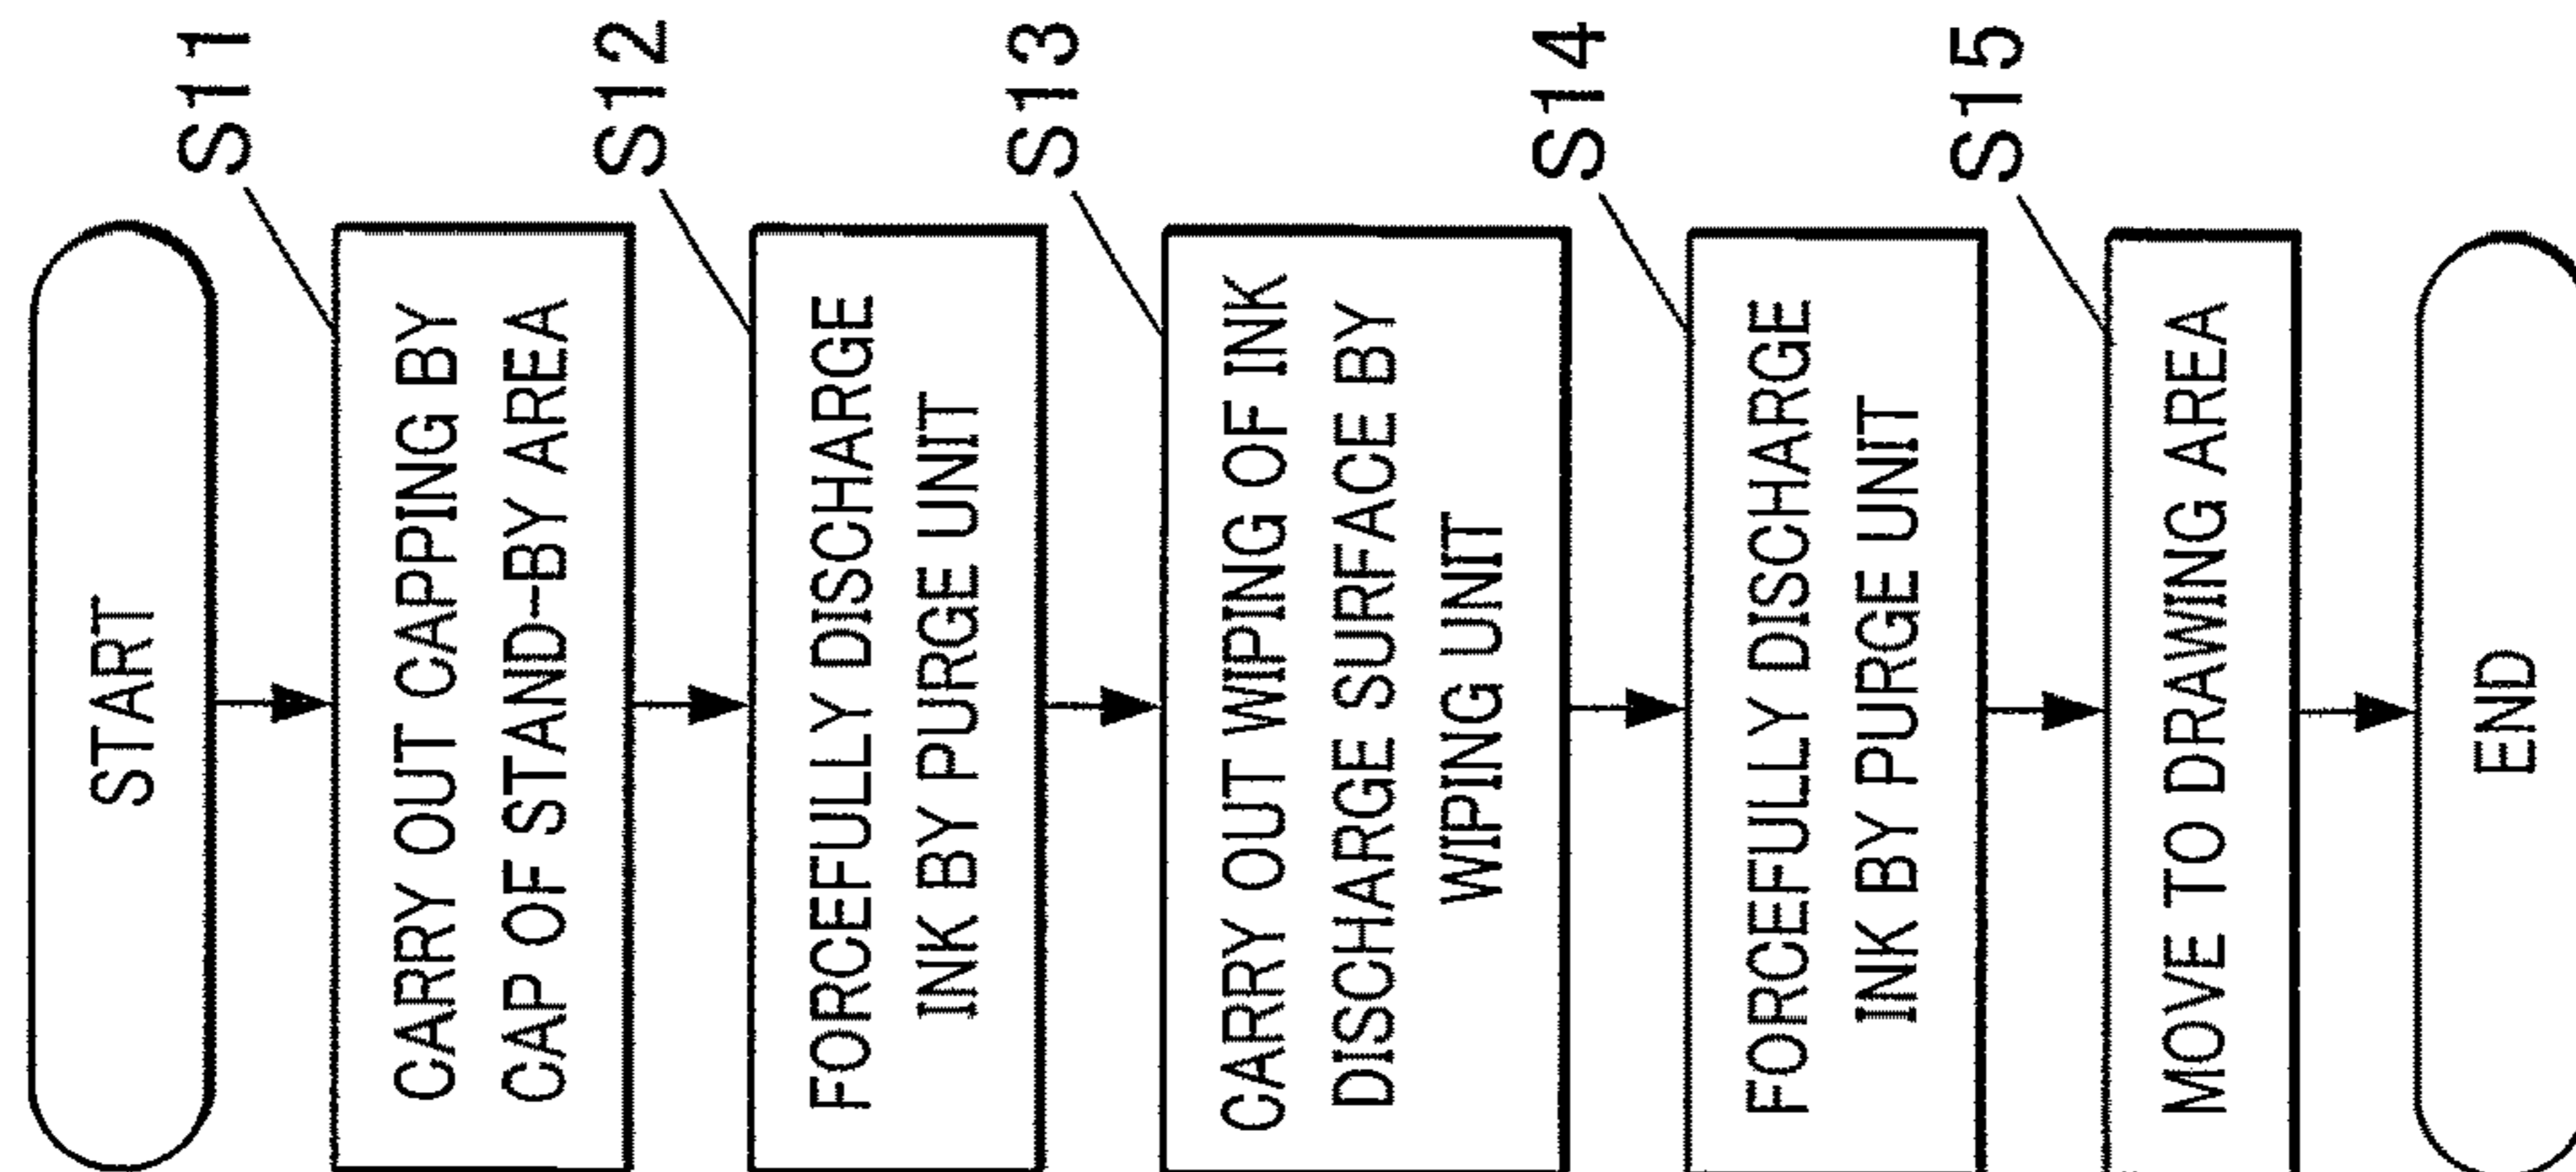 START
S11
CARRY OUT CAPPING BY
CAP OF STAND-BY AREA
S12
FORCEFULLY DISCHARGE
INK BY PURGE UNIT
S13
CARRY OUT WIPING OF INK
DISCHARGE SURFACE BY
WIPING UNIT
S14
FORCEFULLY DISCHARGE
INK BY PURGE UNIT
S15
MOVE TO DRAWING AREA
END